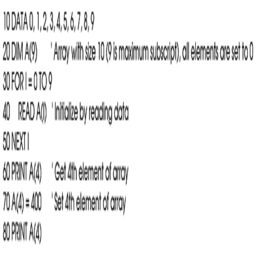 10 DATA 0, 1, 2, 3, 4, 5, 6, 7, 8, 9
20 DIM A(9) ' Array with size 10 (9 is maximum subscript), all elements are set to 0
30 FOR I = 0 TO 9
40 READ A(I) ' Initialize by reading data
50 NEXT I
60 PRINT A(4) ' Get 4th element of array
70 A(4) = 400 ' Set 4th element of array
80 PRINT A(4)